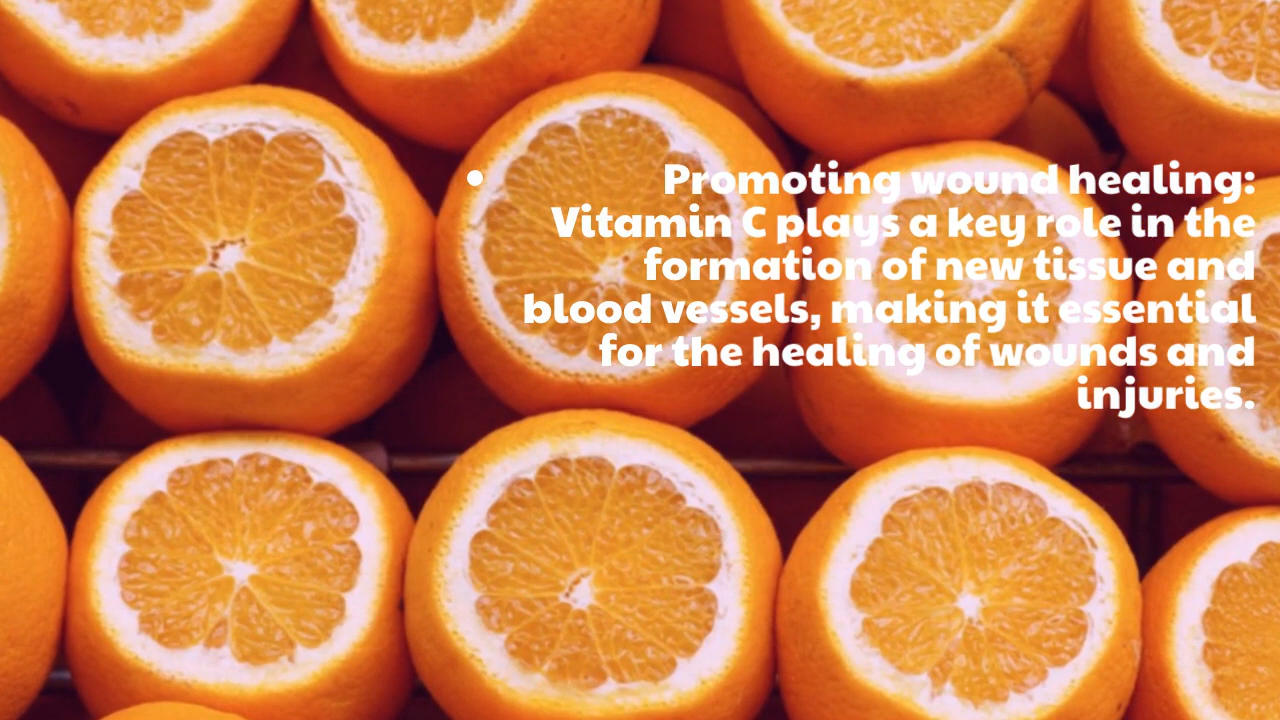 • Promoting wound healing:
Vitamin C plays a key role in the
formation of new tissue and
blood vessels, making it essential
for the healing of wounds and
injuries.